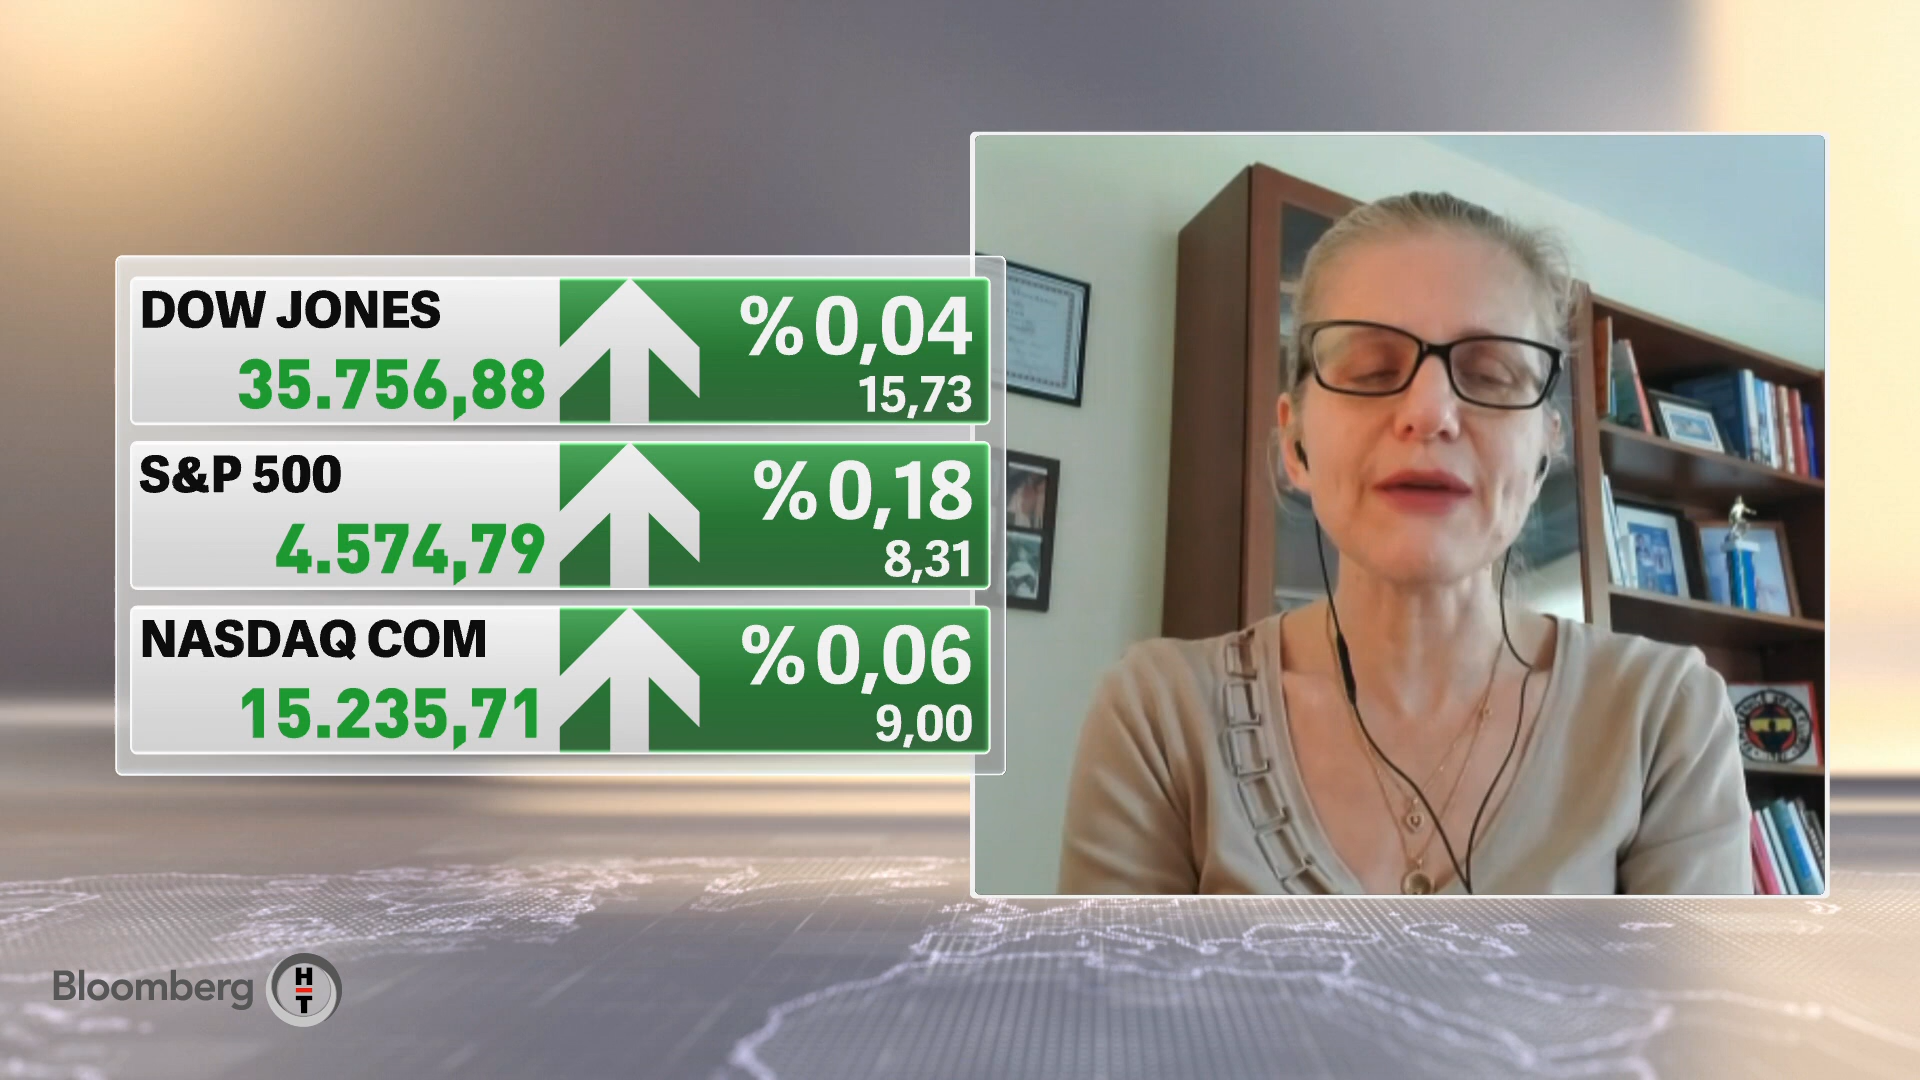 DOW JONES
35.756,88
%0,04
15,73
S&P 500
4.574,79
%0,18
8,31
NASDAQ COM
15.235,71
%0,06
9,00
Bloomberg HT